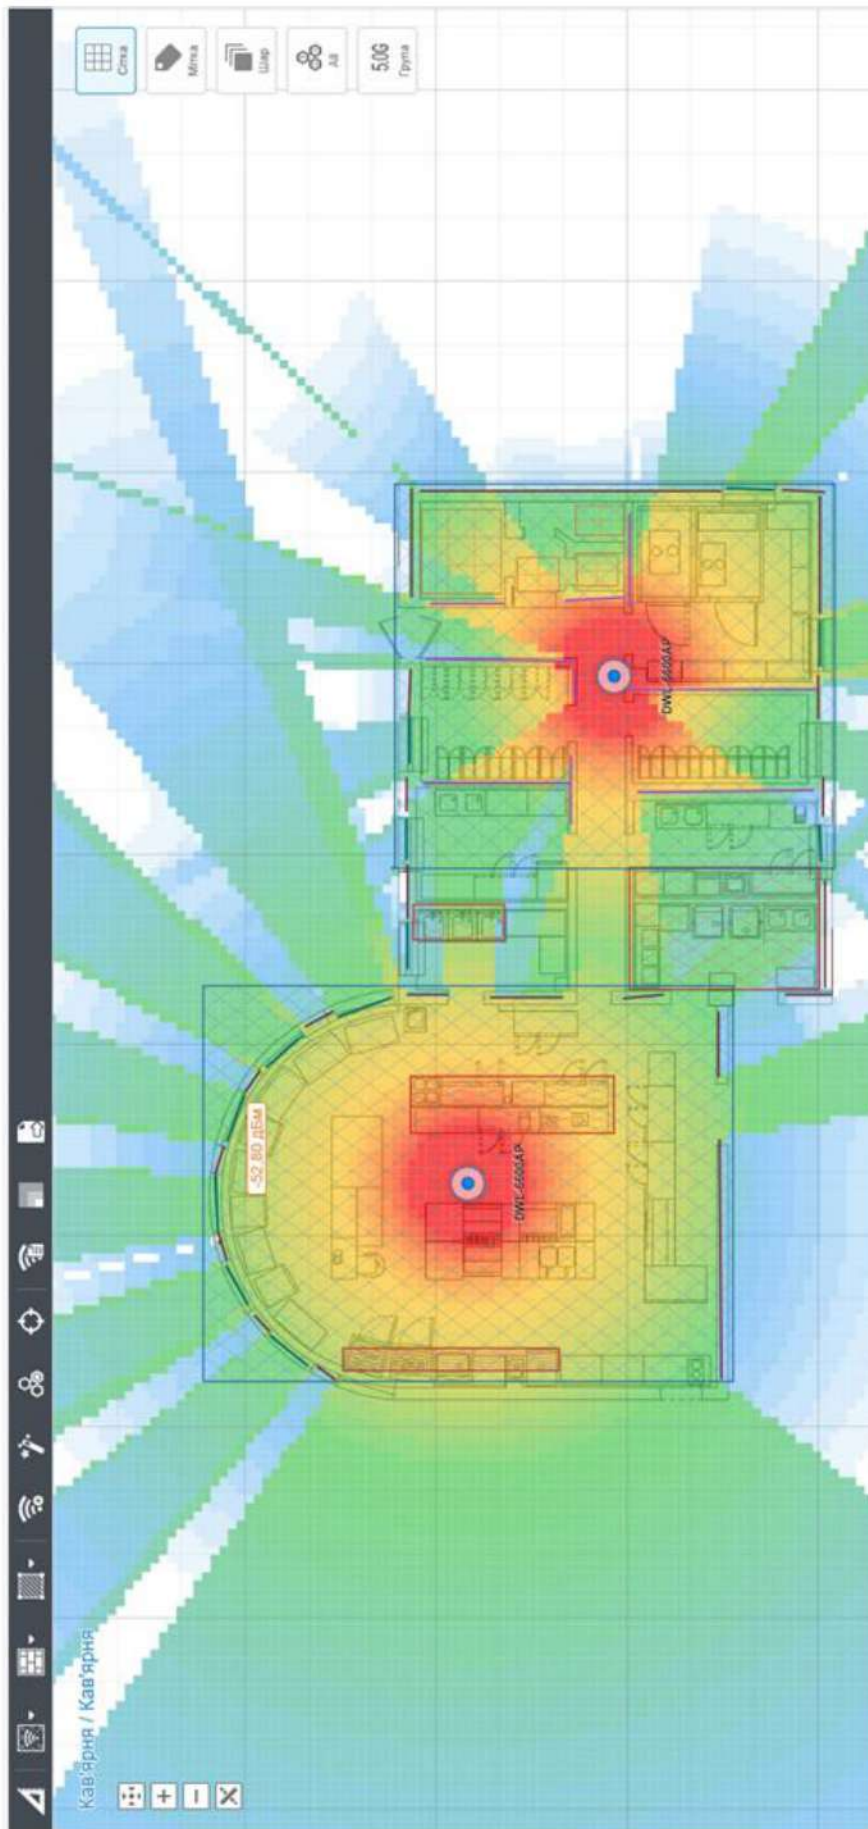 Кав'ярня / Кав'ярня
Сітка
Мітка
Шар
All
5.0G
Група
-52.80 дБм
DWL-6600AP
DWL-6600AP